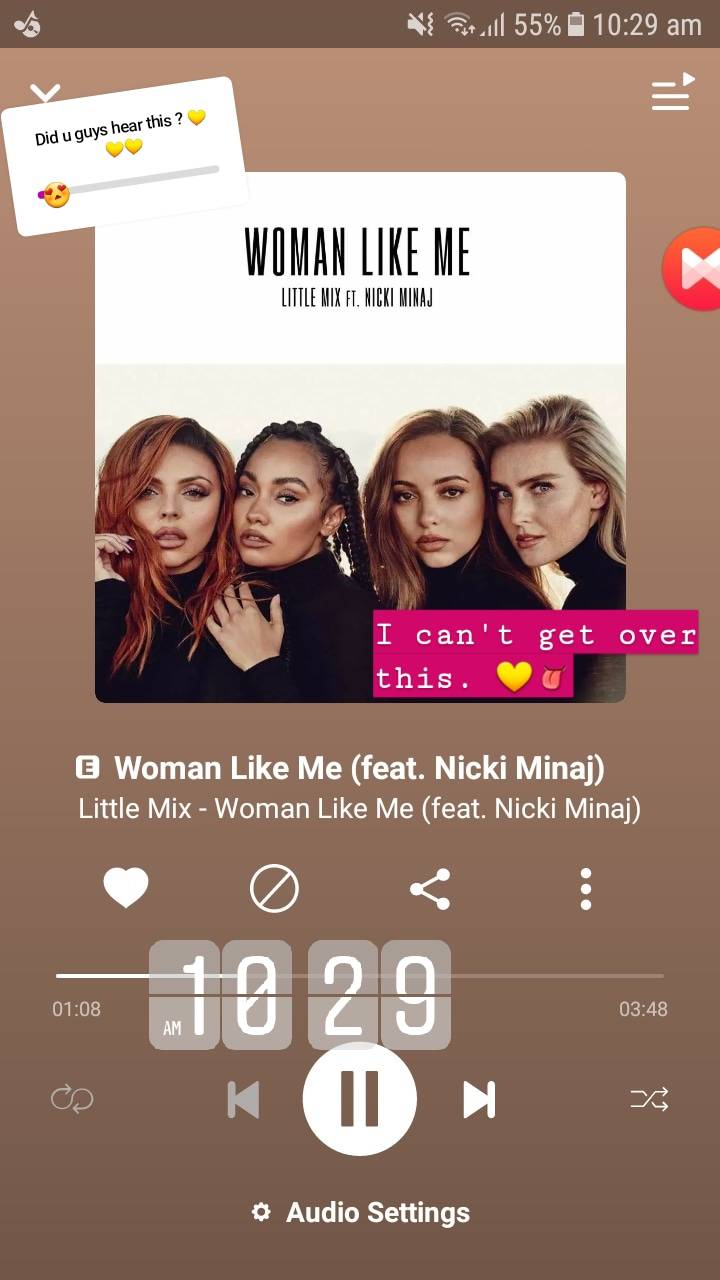 55% 10:29 am
Did u guys hear this ? 💛
💛💛
WOMAN LIKE ME
LITTLE MIX FT. NICKI MINAJ
I can't get over
this. 💛👅
E Woman Like Me (feat. Nicki Minaj)
Little Mix - Woman Like Me (feat. Nicki Minaj)
AM 10 29
01:08 03:48
Audio Settings